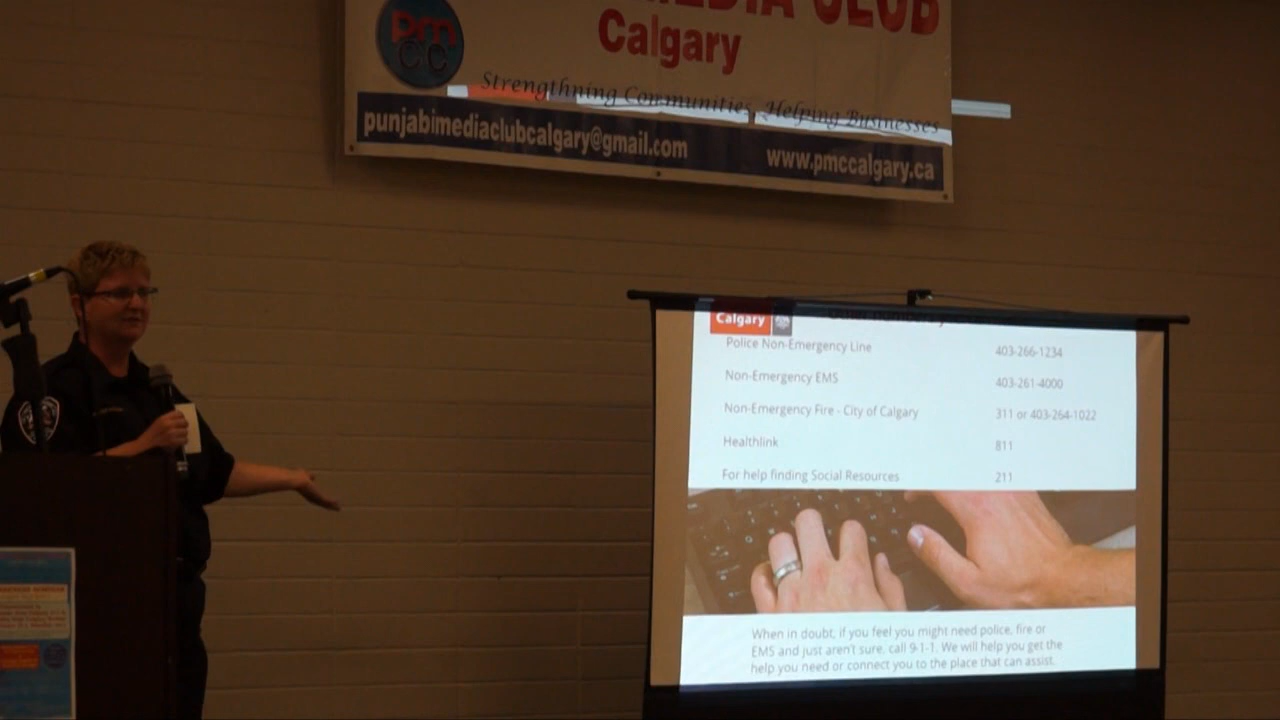 MEDIA CLUB
Calgary
pm
CC
Strengthning Communities, Helping Businesses
punjabimediaclubcalgary@gmail.com www.pmccalgary.ca
Calgary
Police Non-Emergency Line 403-266-1234
Non-Emergency EMS 403-261-4000
Non-Emergency Fire - City of Calgary 311 or 403-264-1022
Healthlink 811
For help finding Social Resources 211
When in doubt, if you feel you might need police, fire or
EMS and just aren't sure, call 9-1-1. We will help you get the
help you need or connect you to the place that can assist.